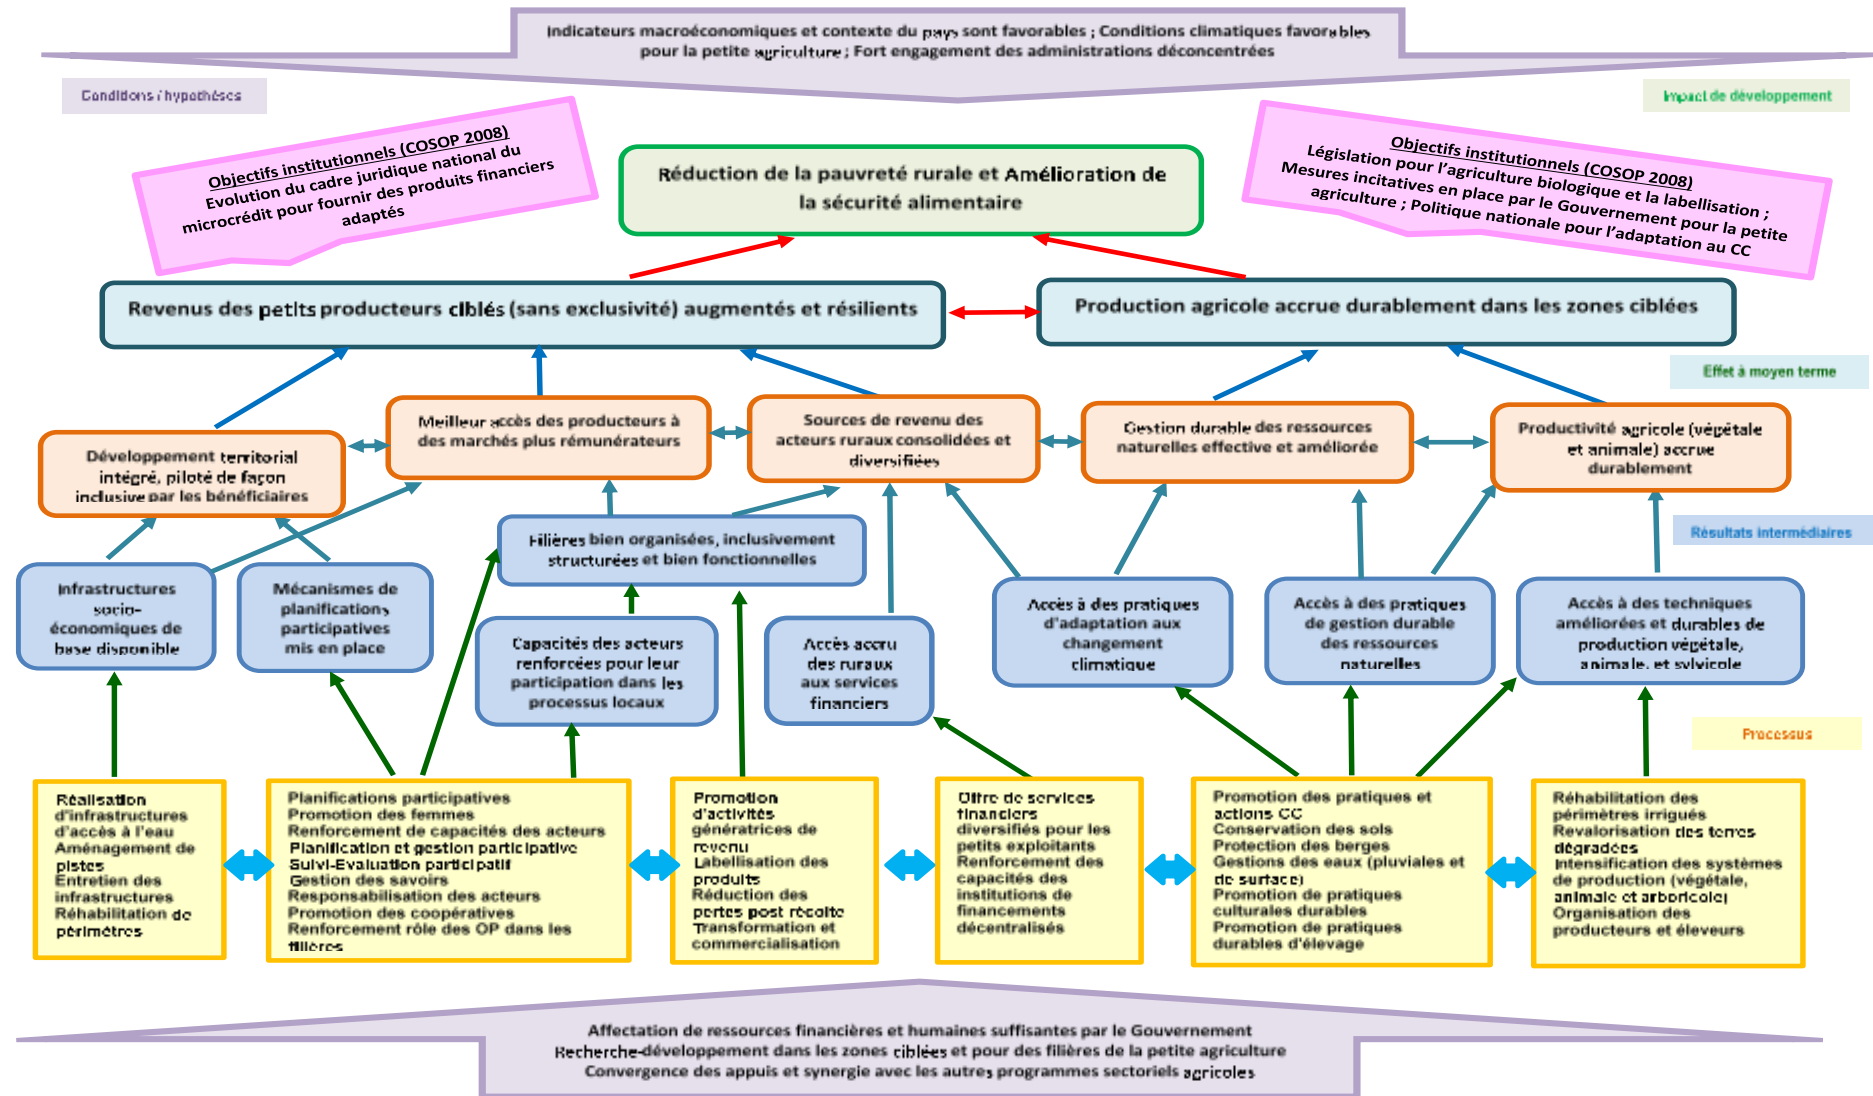 Indicateurs macroéconomiques et contexte du pays sont favorables ; Conditions climatiques favorables
pour la petite agriculture ; Fort engagement des administrations déconcentrées
Conditions / hypothèses
Impact de développement
Objectifs institutionnels (COSOP 2008)
Evolution du cadre juridique national du
microcrédit pour fournir des produits financiers
adaptés
Objectifs institutionnels (COSOP 2008)
Législation pour l'agriculture biologique et la labellisation ;
Mesures incitatives en place par le Gouvernement pour la petite
agriculture ; Politique nationale pour l'adaptation au CC
Réduction de la pauvreté rurale et Amélioration de
la sécurité alimentaire
Revenus des petits producteurs ciblés (sans exclusivité) augmentés et résilients
Production agricole accrue durablement dans les zones ciblées
Effet à moyen terme
Développement territorial
intégré, piloté de façon
inclusive par les bénéficiaires
Meilleur accès des producteurs à
des marchés plus rémunérateurs
Sources de revenu des
acteurs ruraux consolidées et
diversifiées
Gestion durable des ressources
naturelles effective et améliorée
Productivité agricole (végétale
et animale) accrue
durablement
Résultats intermédiaires
Filières bien organisées, inclusivement
structurées et bien fonctionnelles
Infrastructures
socio-
économiques de
base disponible
Mécanismes de
planifications
participatives
mis en place
Capacités des acteurs
renforcées pour leur
participation dans les
processus locaux
Accès accru
des ruraux
aux services
financiers
Accès à des pratiques
d'adaptation aux
changement
climatique
Accès à des pratiques
de gestion durable
des ressources
naturelles
Accès à des techniques
améliorées et durables de
production végétale,
animale, et sylvicole
Processus
Réalisation
d'infrastructures
d'accès à l'eau
Aménagement de
pistes
Entretien des
infrastructures
Réhabilitation de
périmètres
Planifications participatives
Promotion des femmes
Renforcement de capacités des acteurs
Planification et gestion participative
Suivi-Evaluation participatif
Gestion des savoirs
Responsabilisation des acteurs
Promotion des coopératives
Renforcement rôle des OP dans les
filières
Promotion
d'activités
génératrices de
revenu
Labellisation des
produits
Réduction des
pertes post récolte
Transformation et
commercialisation
Offre de services
financiers
diversifiés pour les
petits exploitants
Renforcement des
capacités des
institutions de
financements
décentralisés
Promotion des pratiques et
actions CC
Conservation des sols
Protection des berges
Gestions des eaux (pluviales et
de surface)
Promotion de pratiques
culturales durables
Promotion de pratiques
durables d'élevage
Réhabilitation des
périmètres irrigués
Revalorisation des terres
dégradées
Intensification des systèmes
de production (végétale,
animale et arboricole)
Organisation des
producteurs et éleveurs
Affectation de ressources financières et humaines suffisantes par le Gouvernement
Recherche-développement dans les zones ciblées et pour des filières de la petite agriculture
Convergence des appuis et synergie avec les autres programmes sectoriels agricoles